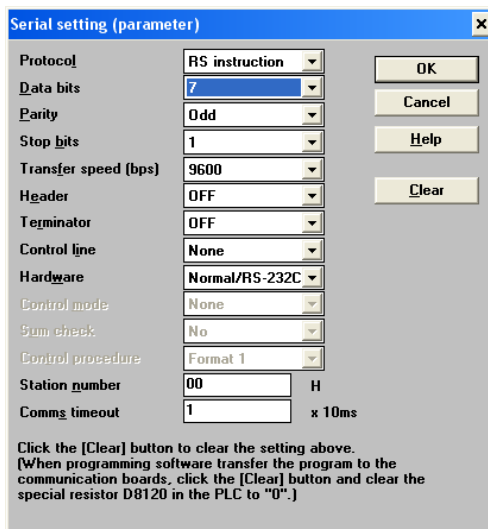 Serial setting (parameter)
Protocol RS instruction OK
Data bits 7
Cancel
Parity Odd
Stop bits 1 Help
Transfer speed (bps) 9600
Header OFF Clear
Terminator OFF
Control line None
Hardware Normal/RS-232C
Control mode None
Sum check No
Control procedure Format 1
Station number 00 H
Comms timeout 1 x 10ms
Click the [Clear] button to clear the setting above.
(When programming software transfer the program to the
communication boards, click the [Clear] button and clear the
special resistor D8120 in the PLC to "0".)